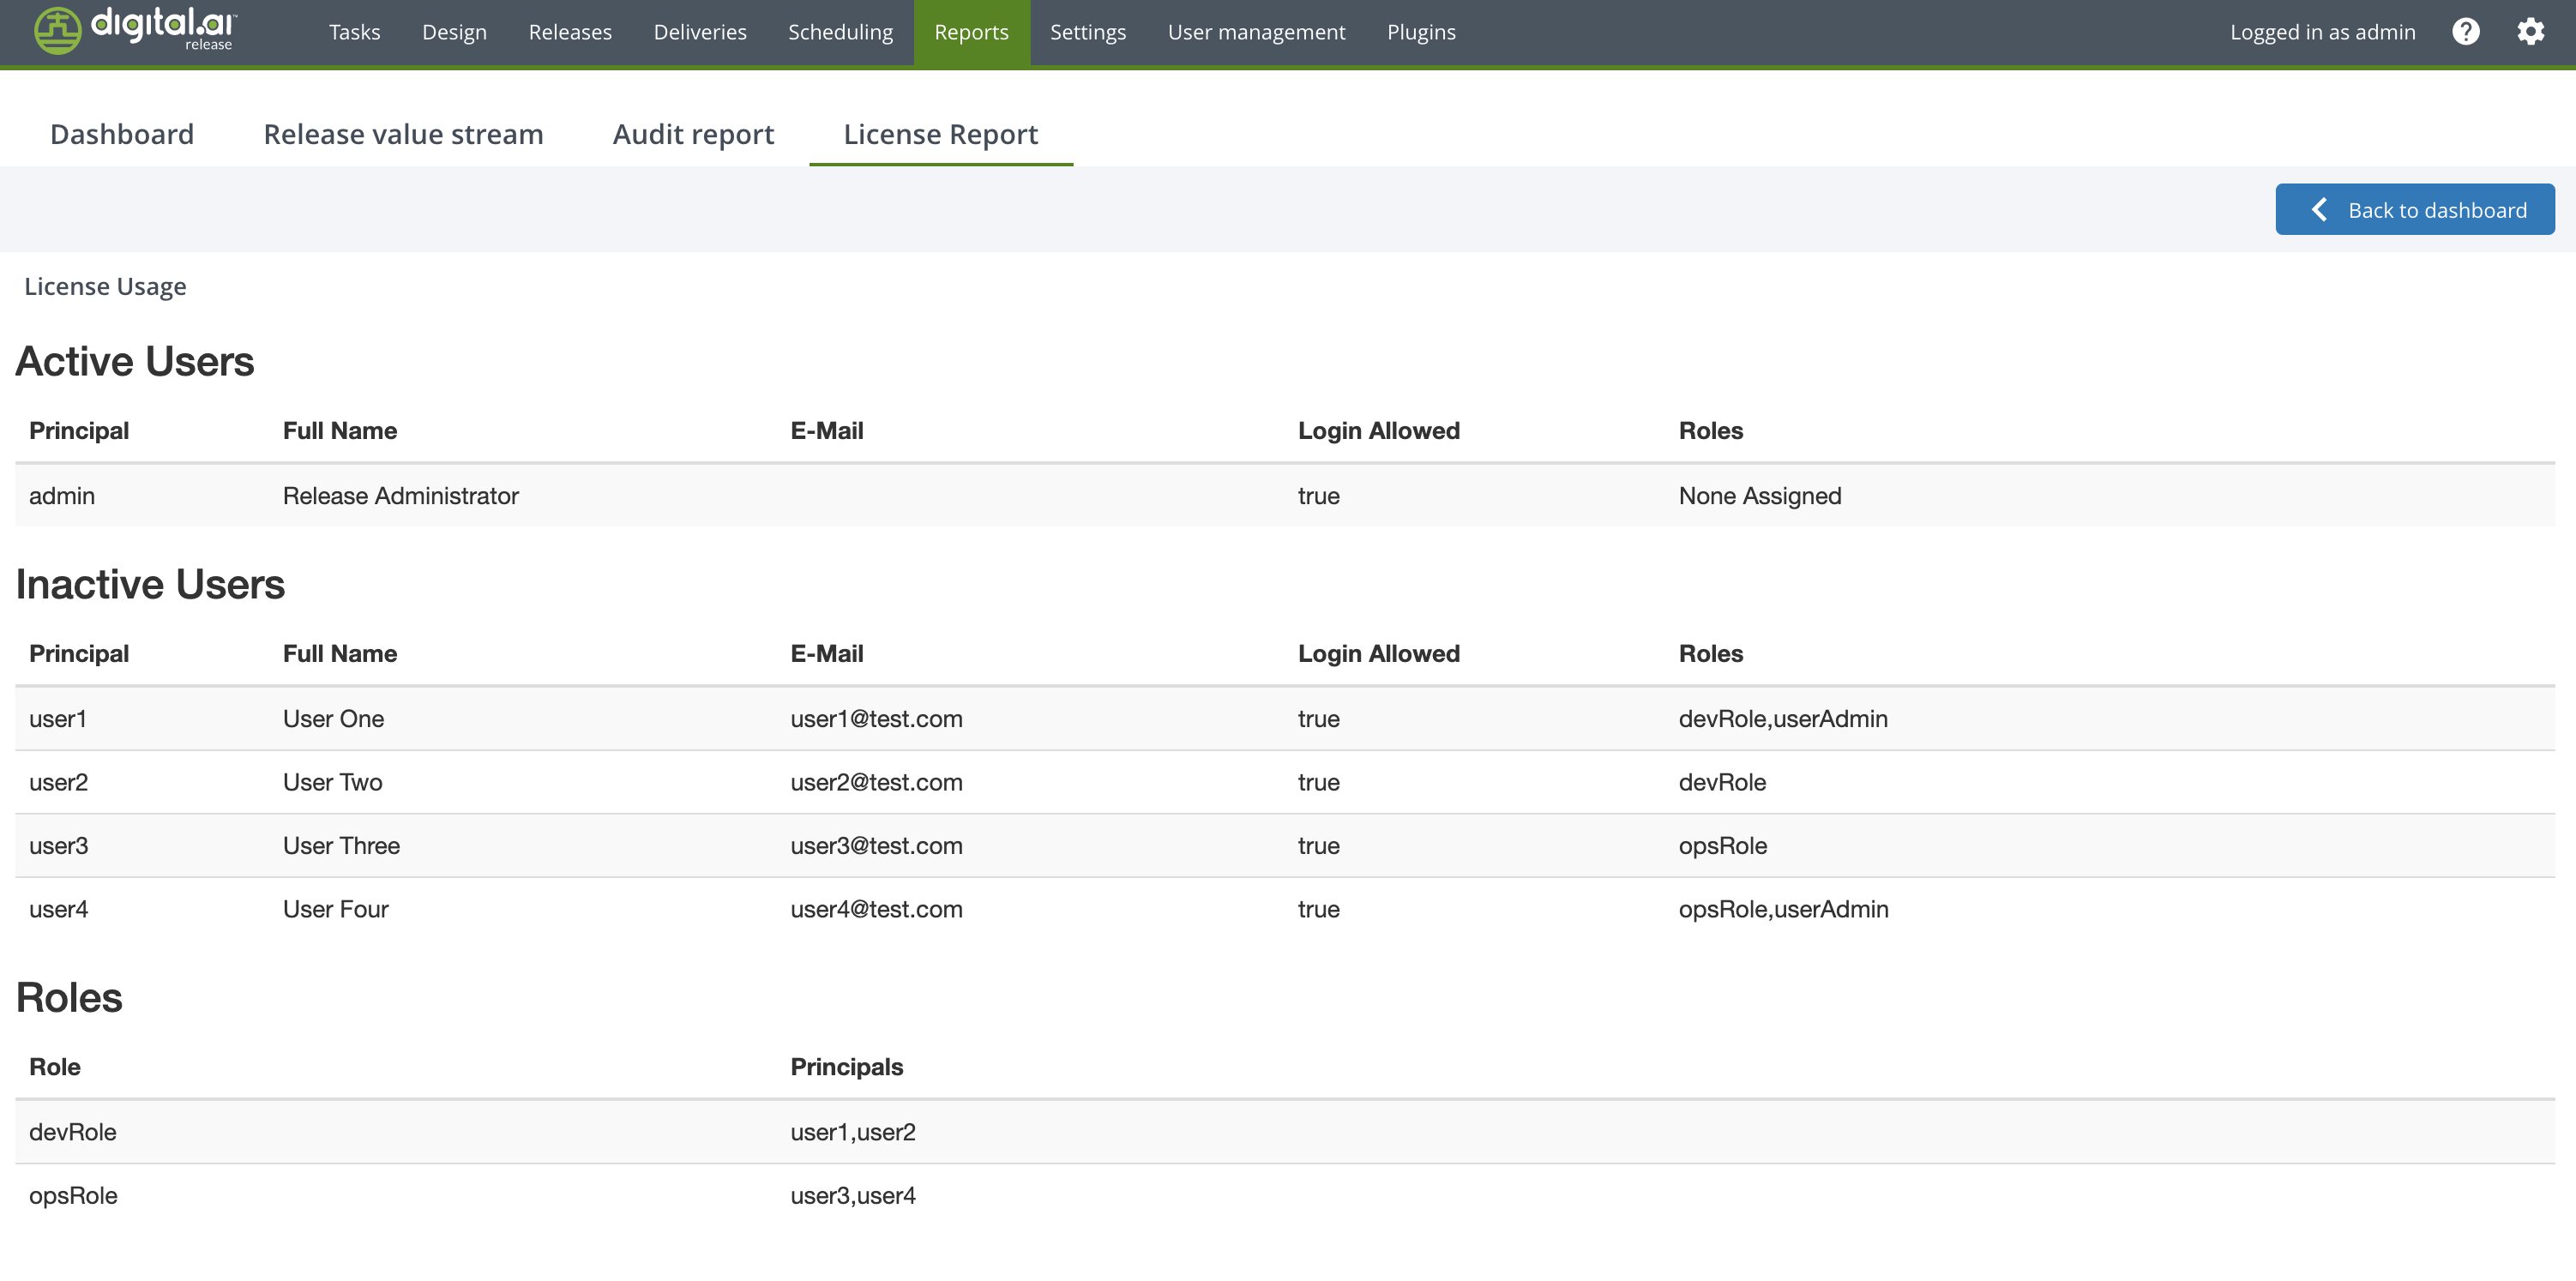 digital.ai™ release Tasks Design Releases Deliveries Scheduling Reports Settings User management Plugins Logged in as admin ?
Dashboard Release value stream Audit report License Report
Back to dashboard
License Usage
Active Users
Principal Full Name E-Mail Login Allowed Roles
admin Release Administrator true None Assigned
Inactive Users
Principal Full Name E-Mail Login Allowed Roles
user1 User One user1@test.com true devRole,userAdmin
user2 User Two user2@test.com true devRole
user3 User Three user3@test.com true opsRole
user4 User Four user4@test.com true opsRole,userAdmin
Roles
Role Principals
devRole user1,user2
opsRole user3,user4